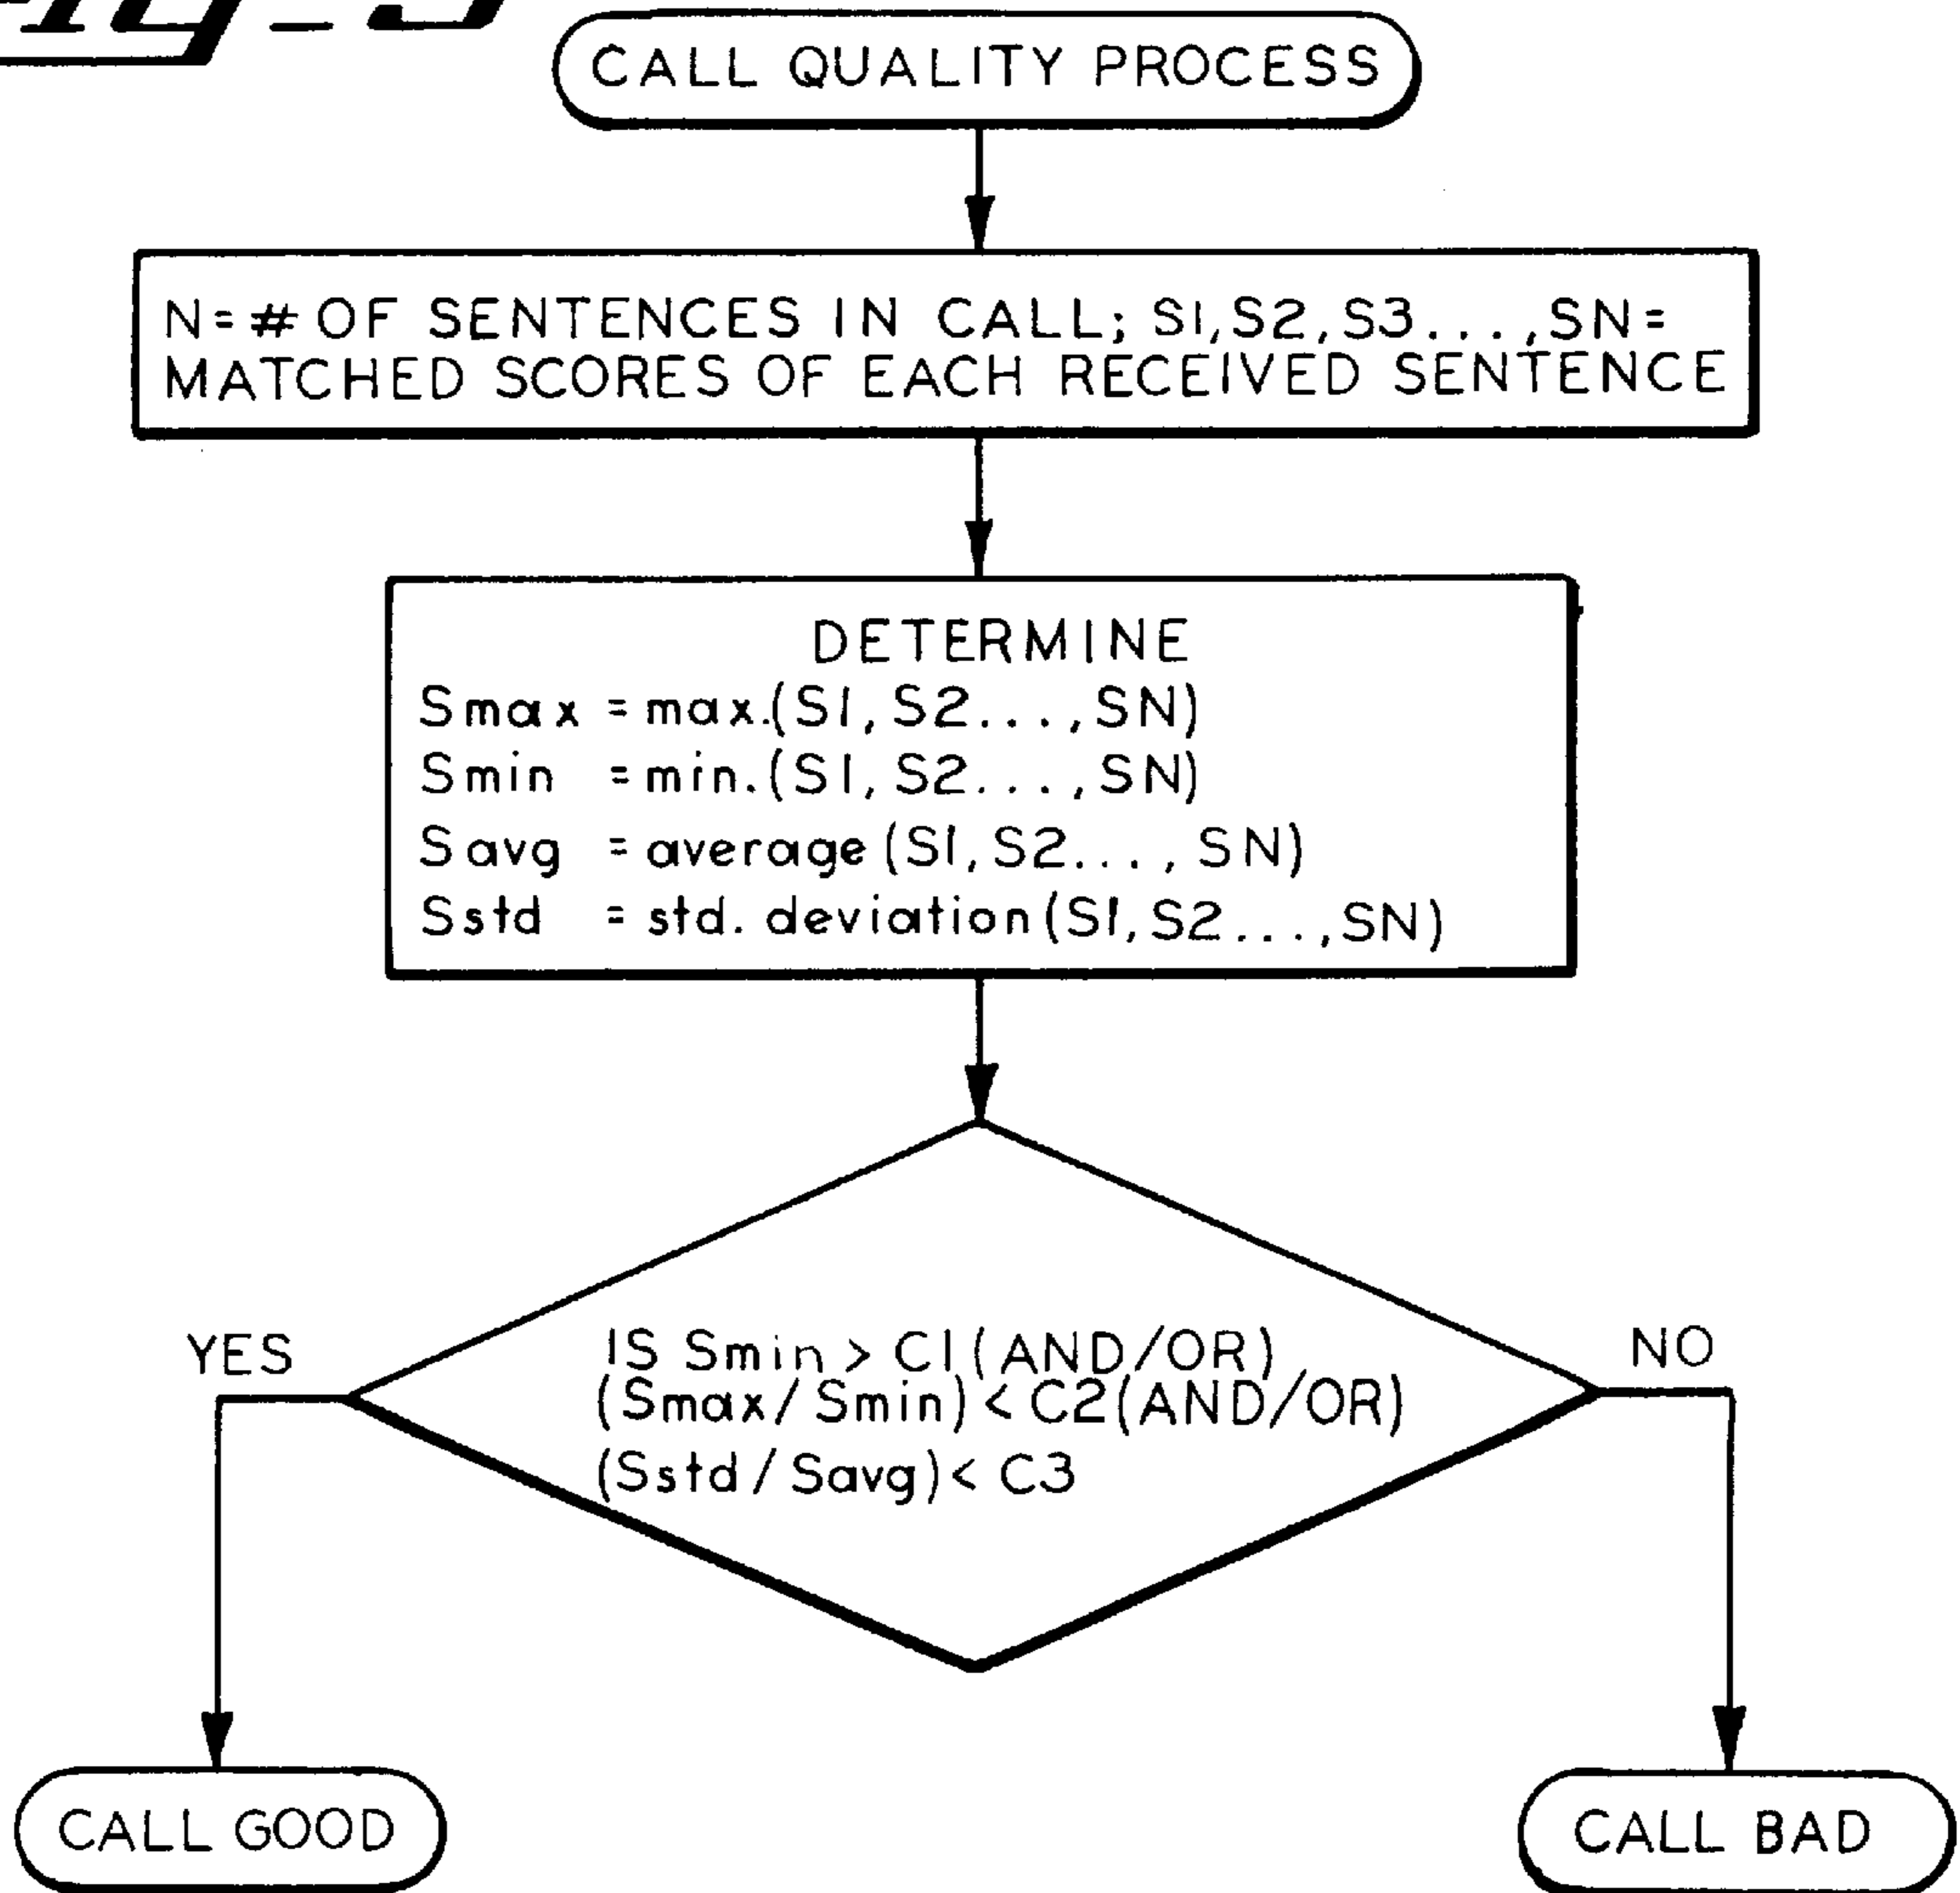 CALL QUALITY PROCESS
N=# OF SENTENCES IN CALL; S1,S2,S3...,SN=
MATCHED SCORES OF EACH RECEIVED SENTENCE
DETERMINE
Smax =max.(S1,S2...,SN)
Smin =min.(S1,S2...,SN)
Savg =average(S1,S2...,SN)
Sstd =std. deviation(S1,S2...,SN)
IS Smin > C1(AND/OR)
(Smax/Smin)<C2(AND/OR)
(Sstd/Savg)< C3
YES
NO
CALL GOOD
CALL BAD